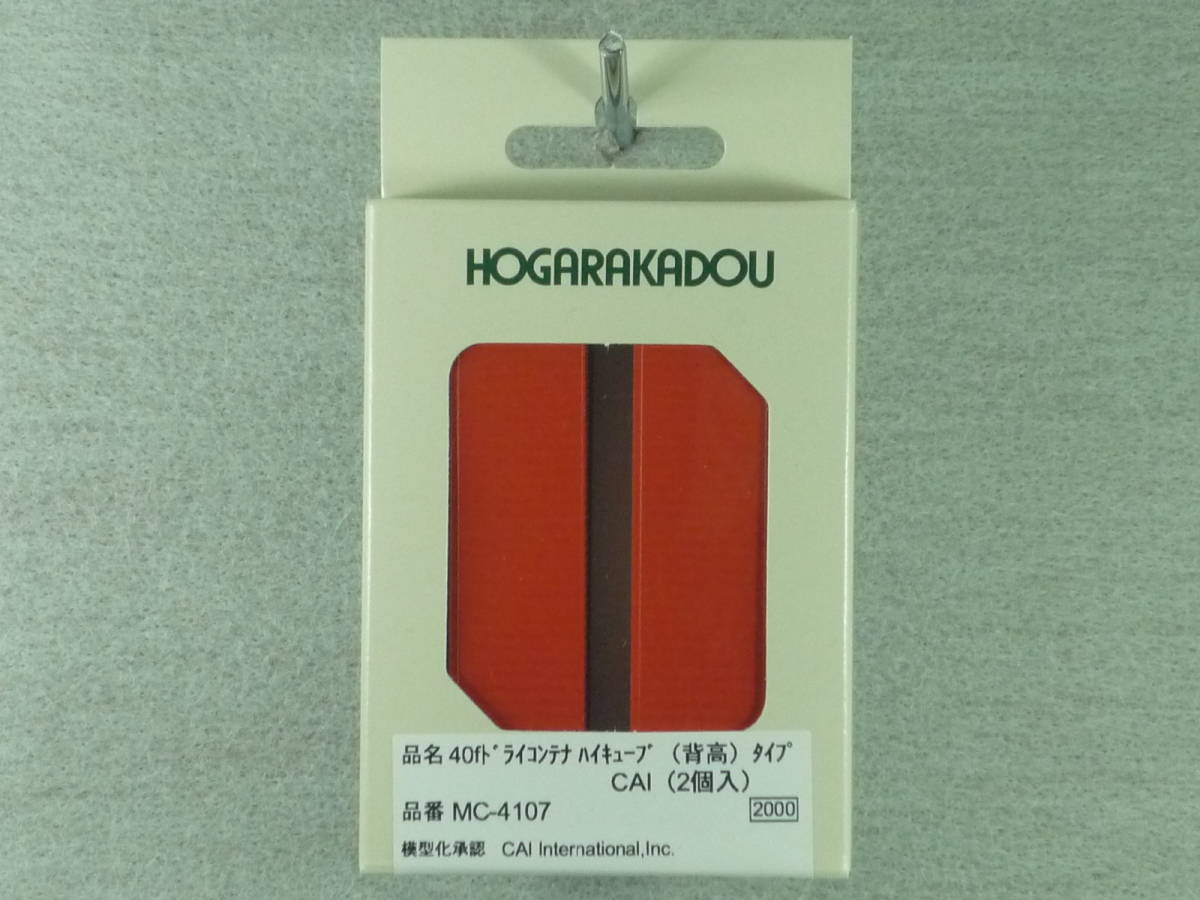 HOGARAKADOU
品名 40fﾄﾞﾗｲｺﾝﾃﾅ ﾊｲｷｭｰﾌﾞ (背高) ﾀｲﾌﾟ
CAI (2個入)
品番 MC-4107
2000
模型化承認 CAI International,Inc.